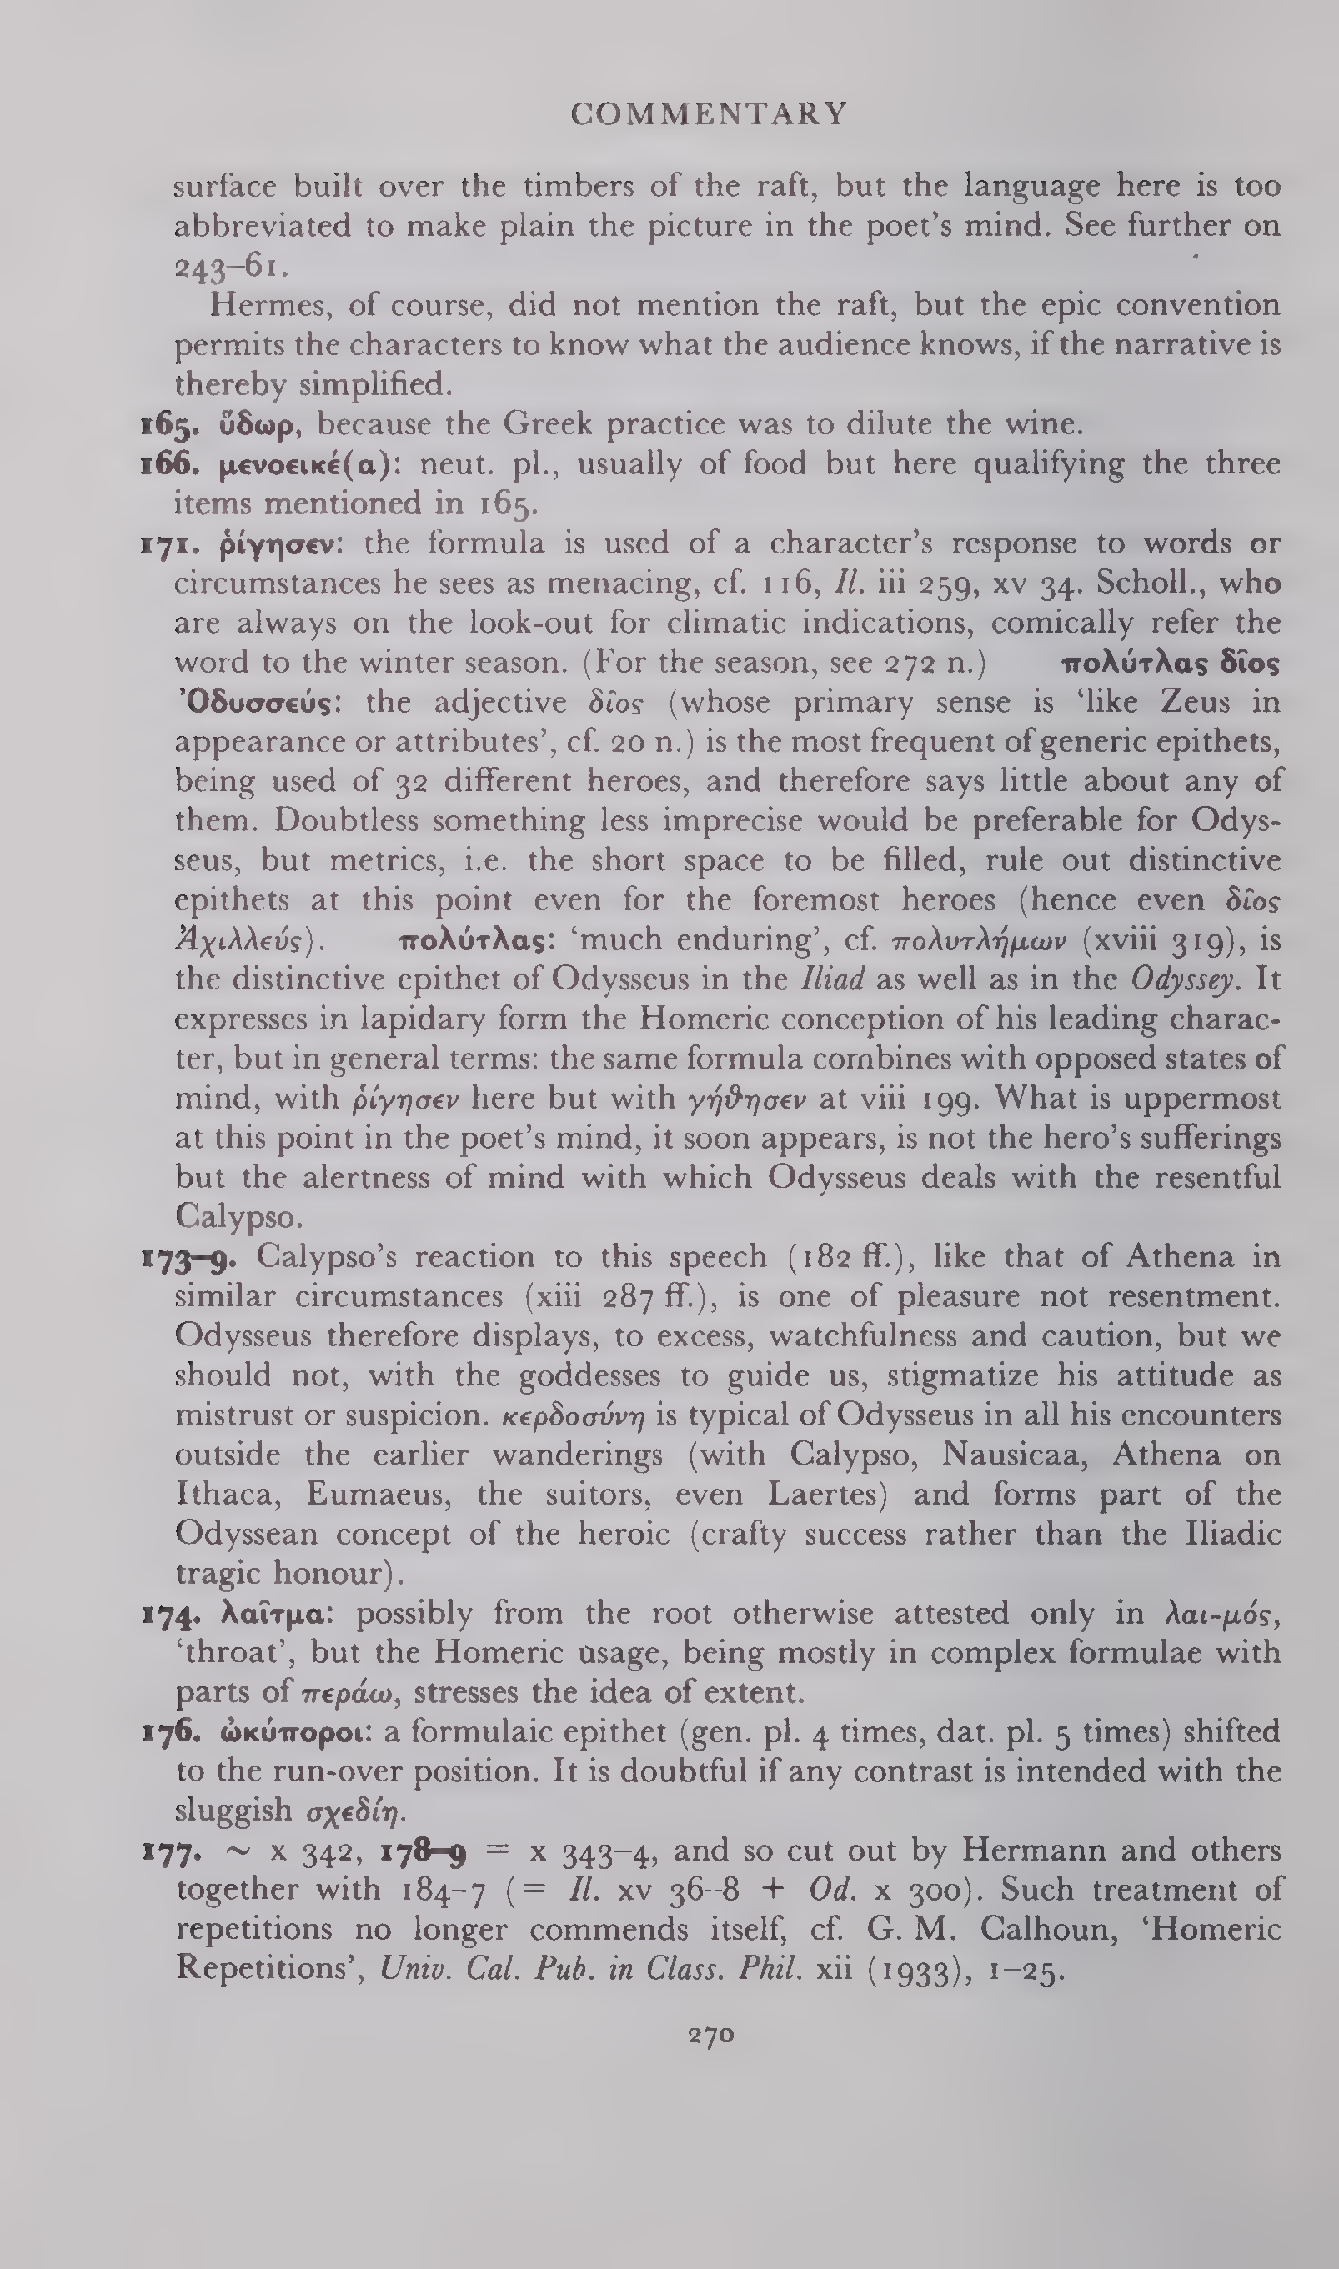 COMMENTARY
surface built over the timbers of the raft, but the language here is too
abbreviated to make plain the picture in the poet's mind. See further on
243–61.
Hermes, of course, did not mention the raft, but the epic convention
permits the characters to know what the audience knows, if the narrative is
thereby simplified.
165. ὕδωρ, because the Greek practice was to dilute the wine.
166. μενοεικέ(α): neut. pl., usually of food but here qualifying the three
items mentioned in 165.
171. ῥίγησεν: the formula is used of a character's response to words or
circumstances he sees as menacing, cf. 116, Il. iii 259, xv 34. Scholl., who
are always on the look-out for climatic indications, comically refer the
word to the winter season. (For the season, see 272 n.) πολύτλας δῖος
Ὀδυσσεύς: the adjective δῖος (whose primary sense is ‘like Zeus in
appearance or attributes’, cf. 20 n.) is the most frequent of generic epithets,
being used of 32 different heroes, and therefore says little about any of
them. Doubtless something less imprecise would be preferable for Odys-
seus, but metrics, i.e. the short space to be filled, rule out distinctive
epithets at this point even for the foremost heroes (hence even δῖος
Ἀχιλλεύς). πολύτλας: ‘much enduring’, cf. πολυτλήμων (xviii 319), is
the distinctive epithet of Odysseus in the Iliad as well as in the Odyssey. It
expresses in lapidary form the Homeric conception of his leading charac-
ter, but in general terms: the same formula combines with opposed states of
mind, with ῥίγησεν here but with γήϑησεν at viii 199. What is uppermost
at this point in the poet's mind, it soon appears, is not the hero's sufferings
but the alertness of mind with which Odysseus deals with the resentful
Calypso.
173–9. Calypso's reaction to this speech (182 ff.), like that of Athena in
similar circumstances (xiii 287 ff.), is one of pleasure not resentment.
Odysseus therefore displays, to excess, watchfulness and caution, but we
should not, with the goddesses to guide us, stigmatize his attitude as
mistrust or suspicion. κερδοσύνη is typical of Odysseus in all his encounters
outside the earlier wanderings (with Calypso, Nausicaa, Athena on
Ithaca, Eumaeus, the suitors, even Laertes) and forms part of the
Odyssean concept of the heroic (crafty success rather than the Iliadic
tragic honour).
174. λαῖτμα: possibly from the root otherwise attested only in λαι-μός,
‘throat’, but the Homeric usage, being mostly in complex formulae with
parts of περάω, stresses the idea of extent.
176. ὠκύποροι: a formulaic epithet (gen. pl. 4 times, dat. pl. 5 times) shifted
to the run-over position. It is doubtful if any contrast is intended with the
sluggish σχεδίη.
177. ~ x 342, 178–9 = x 343–4, and so cut out by Hermann and others
together with 184–7 (= Il. xv 36–8 + Od. x 300). Such treatment of
repetitions no longer commends itself, cf. G. M. Calhoun, ‘Homeric
Repetitions’, Univ. Cal. Pub. in Class. Phil. xii (1933), 1–25.
270